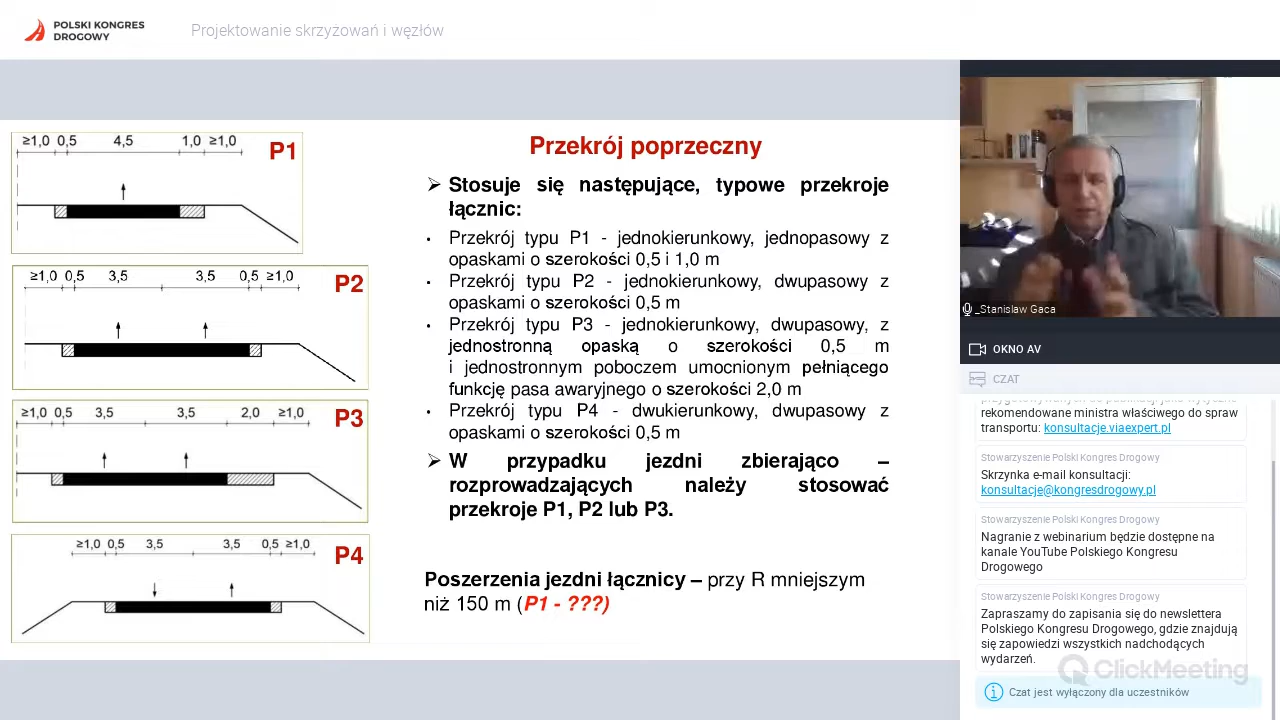 POLSKI KONGRES
DROGOWY
Projektowanie skrzyżowań i węzłów
≥1,0 0,5 4,5 1,0 ≥1,0
P1
≥1,0 0,5 3,5 3,5 0,5 ≥1,0
P2
≥1,0 0,5 3,5 3,5 2,0 ≥1,0
P3
≥1,0 0,5 3,5 3,5 0,5 ≥1,0
P4
Przekrój poprzeczny
➢ Stosuje się następujące, typowe przekroje
łącznic:
• Przekrój typu P1 - jednokierunkowy, jednopasowy z
opaskami o szerokości 0,5 i 1,0 m
• Przekrój typu P2 - jednokierunkowy, dwupasowy z
opaskami o szerokości 0,5 m
• Przekrój typu P3 - jednokierunkowy, dwupasowy, z
jednostronną opaską o szerokości 0,5 m
i jednostronnym poboczem umocnionym pełniącego
funkcję pasa awaryjnego o szerokości 2,0 m
• Przekrój typu P4 - dwukierunkowy, dwupasowy z
opaskami o szerokości 0,5 m
➢ W przypadku jezdni zbierająco –
rozprowadzających należy stosować
przekroje P1, P2 lub P3.
Poszerzenia jezdni łącznicy – przy R mniejszym
niż 150 m (P1 - ???)
_Stanislaw Gaca
OKNO AV
CZAT
rekomendowane ministra właściwego do spraw
transportu: konsultacje.viaexpert.pl
Stowarzyszenie Polski Kongres Drogowy
Skrzynka e-mail konsultacji:
konsultacje@kongresdrogowy.pl
Stowarzyszenie Polski Kongres Drogowy
Nagranie z webinarium będzie dostępne na
kanale YouTube Polskiego Kongresu
Drogowego
Stowarzyszenie Polski Kongres Drogowy
Zapraszamy do zapisania się do newslettera
Polskiego Kongresu Drogowego, gdzie znajdują
się zapowiedzi wszystkich nadchodzących
wydarzeń.
ClickMeeting
Czat jest wyłączony dla uczestników